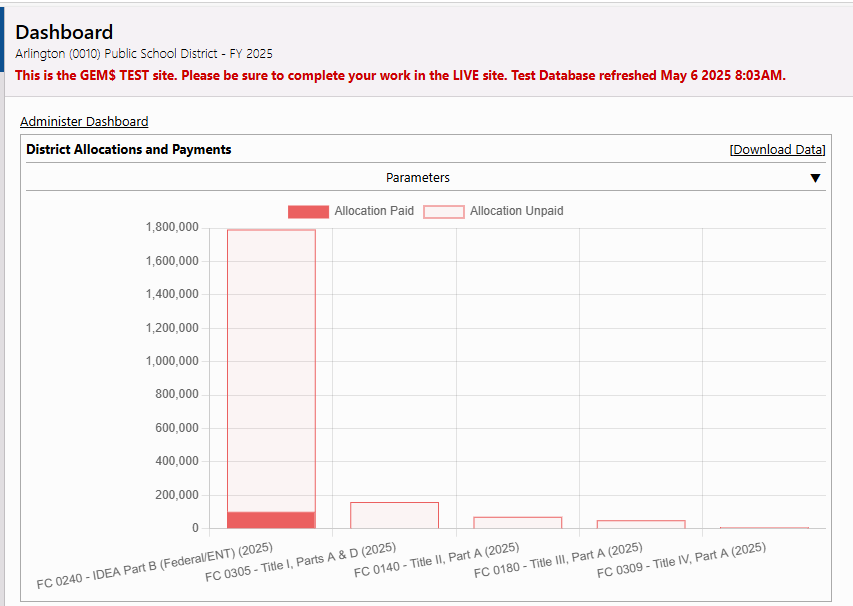 Dashboard
Arlington (0010) Public School District - FY 2025
This is the GEM$ TEST site. Please be sure to complete your work in the LIVE site. Test Database refreshed May 6 2025 8:03AM.
Administer Dashboard
District Allocations and Payments [Download Data]
Parameters ▼
Allocation Paid Allocation Unpaid
1,800,000
1,600,000
1,400,000
1,200,000
1,000,000
800,000
600,000
400,000
200,000
0
FC 0240 - IDEA Part B (Federal/ENT) (2025)
FC 0305 - Title I, Parts A & D (2025)
FC 0140 - Title II, Part A (2025)
FC 0180 - Title III, Part A (2025)
FC 0309 - Title IV, Part A (2025)